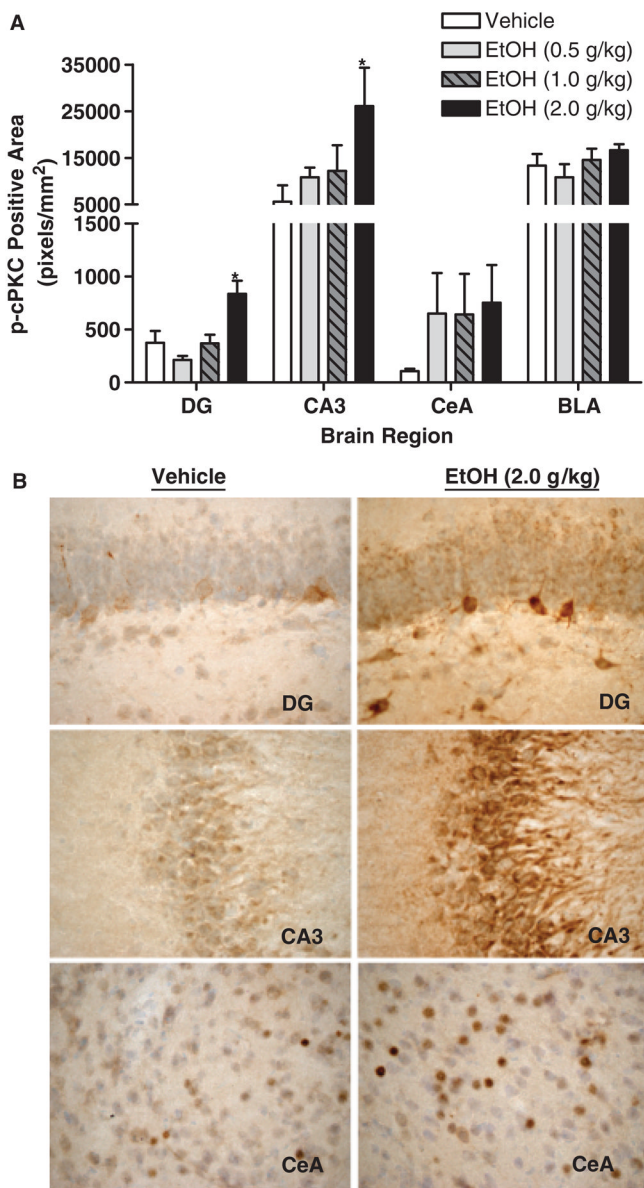 A
Vehicle
EtOH (0.5 g/kg)
EtOH (1.0 g/kg)
EtOH (2.0 g/kg)
p-cPKC Positive Area
(pixels/mm²)
35000
25000
15000
5000
1500
1000
500
0
*
*
DG
CA3
CeA
BLA
Brain Region
B
Vehicle
EtOH (2.0 g/kg)
DG
DG
CA3
CA3
CeA
CeA